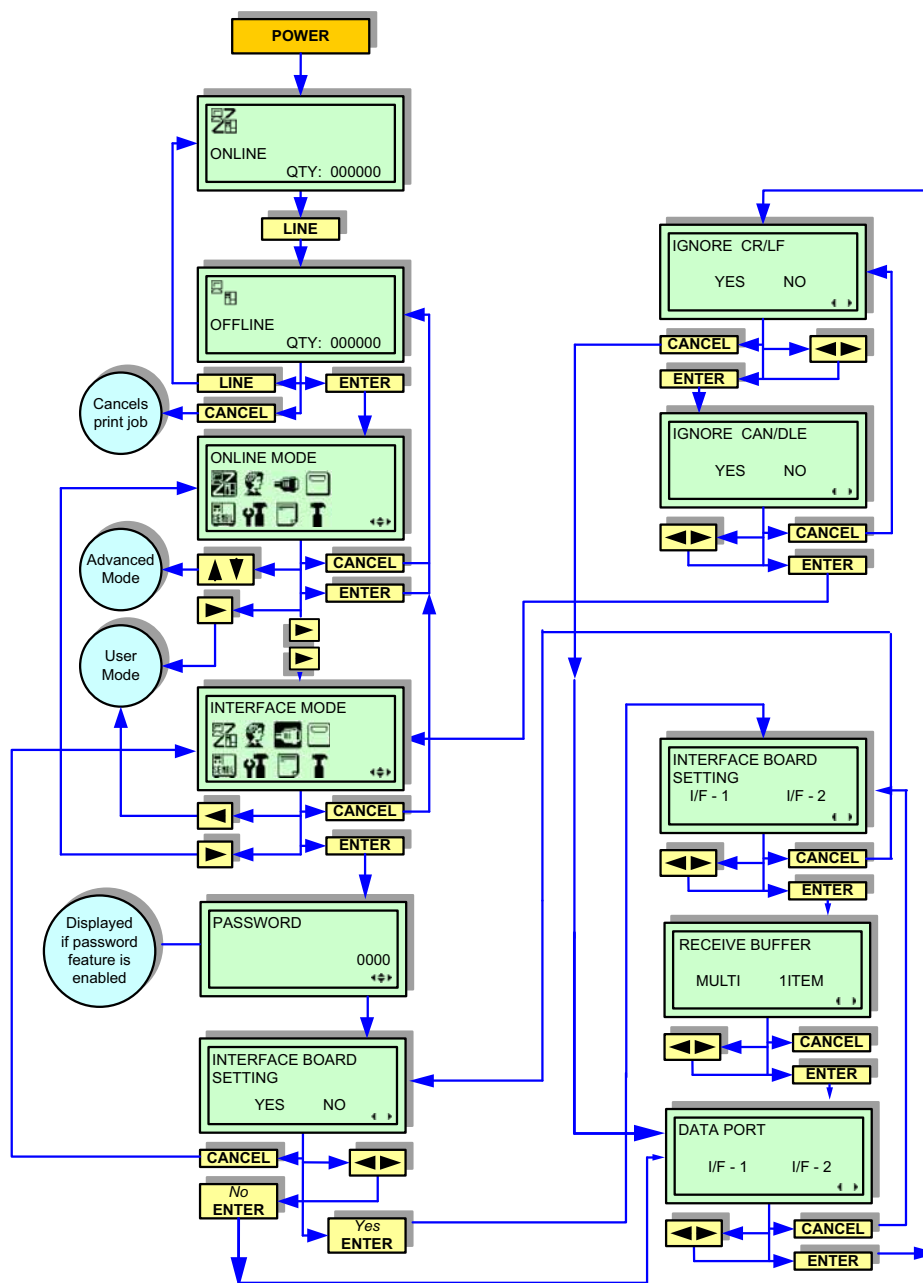 POWER
ONLINE
QTY: 000000
LINE
OFFLINE
QTY: 000000
LINE
ENTER
CANCEL
Cancels
print job
ONLINE MODE
Advanced
Mode
CANCEL
ENTER
User
Mode
INTERFACE MODE
CANCEL
ENTER
Displayed
if password
feature is
enabled
PASSWORD
0000
INTERFACE BOARD
SETTING
YES NO
CANCEL
No
ENTER
Yes
ENTER
IGNORE CR/LF
YES NO
CANCEL
ENTER
IGNORE CAN/DLE
YES NO
CANCEL
ENTER
INTERFACE BOARD
SETTING
I/F - 1 I/F - 2
CANCEL
ENTER
RECEIVE BUFFER
MULTI 1ITEM
CANCEL
ENTER
DATA PORT
I/F - 1 I/F - 2
CANCEL
ENTER